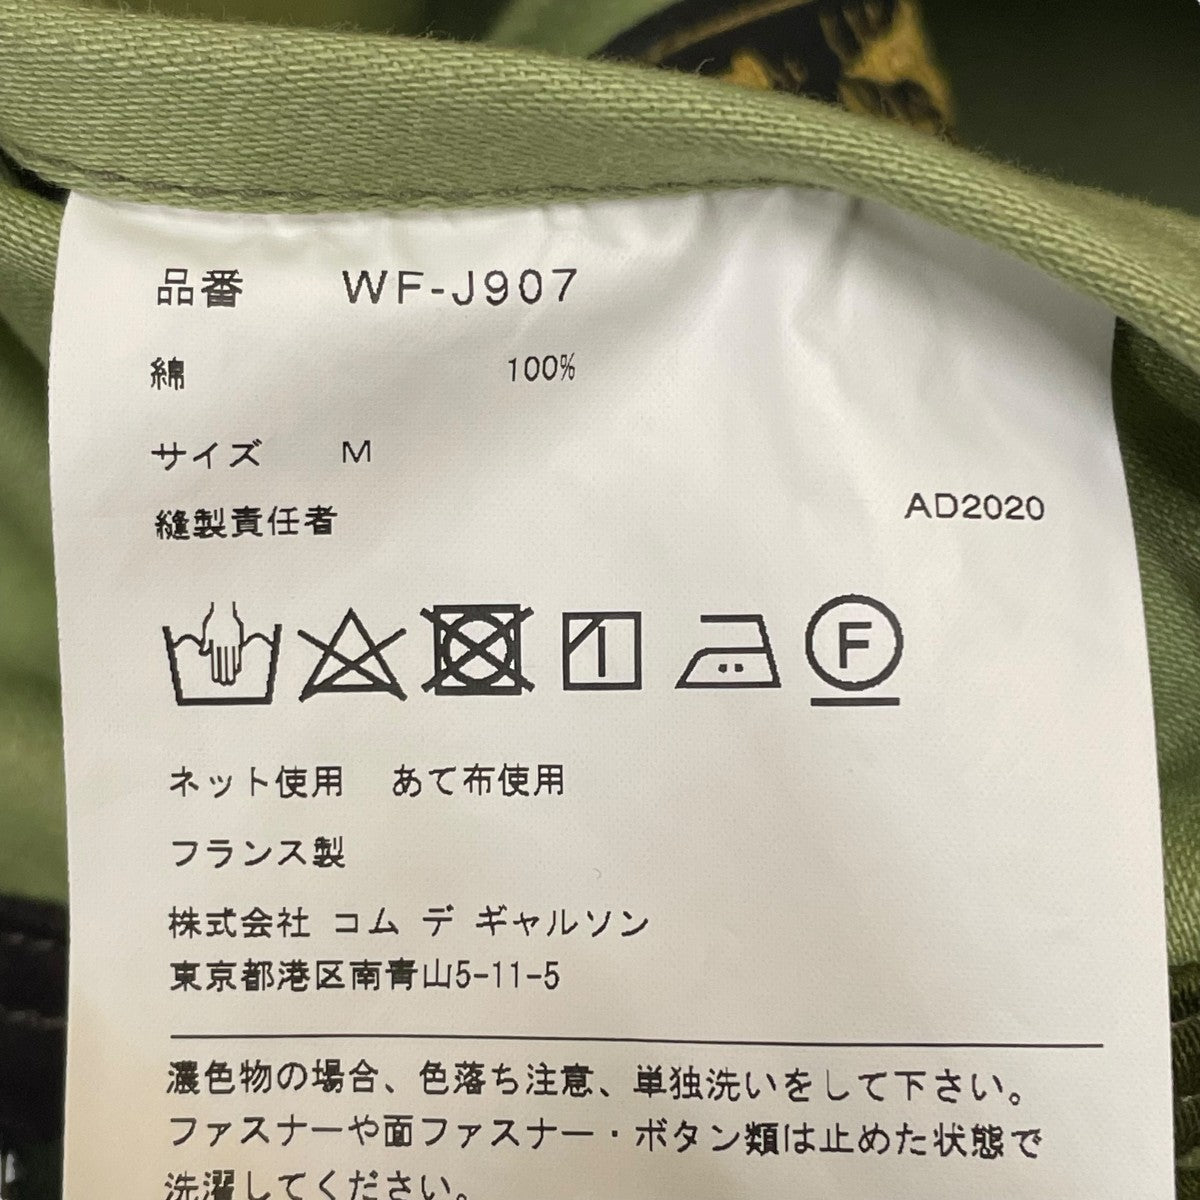 品番 WF-J907
綿 100%
サイズ M
縫製責任者 AD2020
F
ネット使用 あて布使用
フランス製
株式会社 コム デ ギャルソン
東京都港区南青山5-11-5
濃色物の場合、色落ち注意、単独洗いをして下さい。
ファスナーや面ファスナー・ボタン類は止めた状態で
洗濯してください。